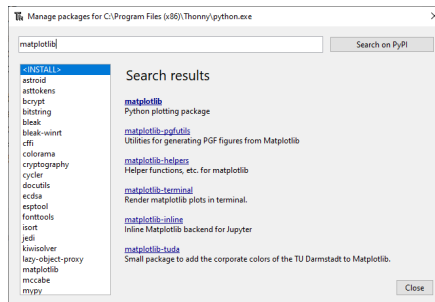 Manage packages for C:\Program Files (x86)\Thonny\python.exe
matplotlib
Search on PyPI
<INSTALL>
astroid
asttokens
bcrypt
bitstring
bleak
bleak-winrt
cffi
colorama
cryptography
cycler
docutils
ecdsa
esptool
fonttools
isort
jedi
kiwisolver
lazy-object-proxy
matplotlib
mccabe
mypy
Search results
matplotlib
Python plotting package
matplotlib-pgfutils
Utilities for generating PGF figures from Matplotlib
matplotlib-helpers
Helper functions, etc. for matplotlib
matplotlib-terminal
Render matplotlib plots in terminal.
matplotlib-inline
Inline Matplotlib backend for Jupyter
matplotlib-tuda
Small package to add the corporate colors of the TU Darmstadt to Matplotlib.
Close